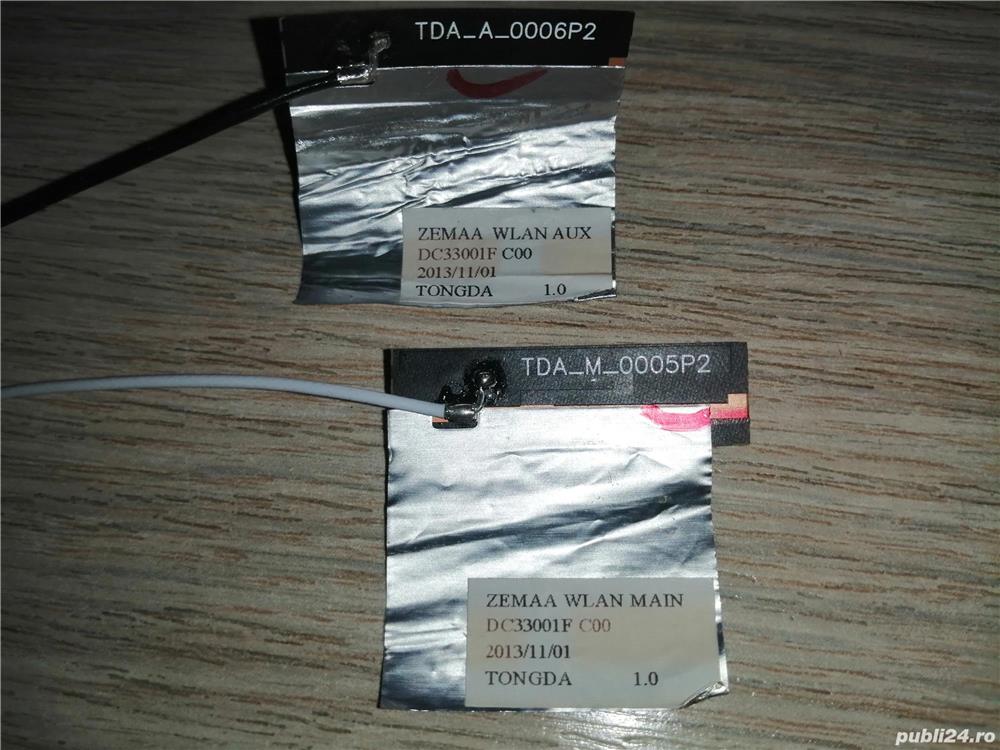 TDA_A_0006P2
ZEMAA WLAN AUX
DC33001F C00
2013/11/01
TONGDA 1.0
TDA_M_0005P2
ZEMAA WLAN MAIN
DC33001F C00
2013/11/01
TONGDA 1.0
publi24.ro